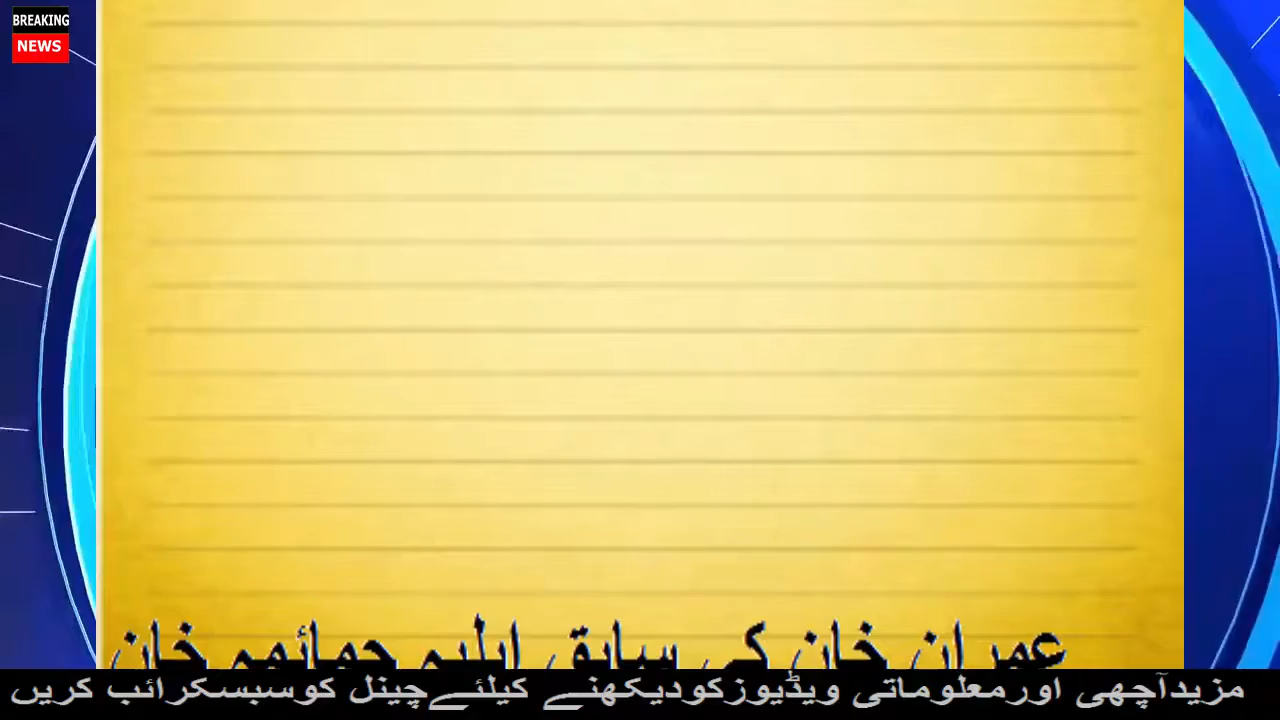 BREAKING
NEWS
عمران خان کی سابق اہلیہ جمائمہ خان
مزیدآچھی اورمعلوماتی ویڈیوزکودیکھنے کیلئےچینل کوسبسکرائب کریں